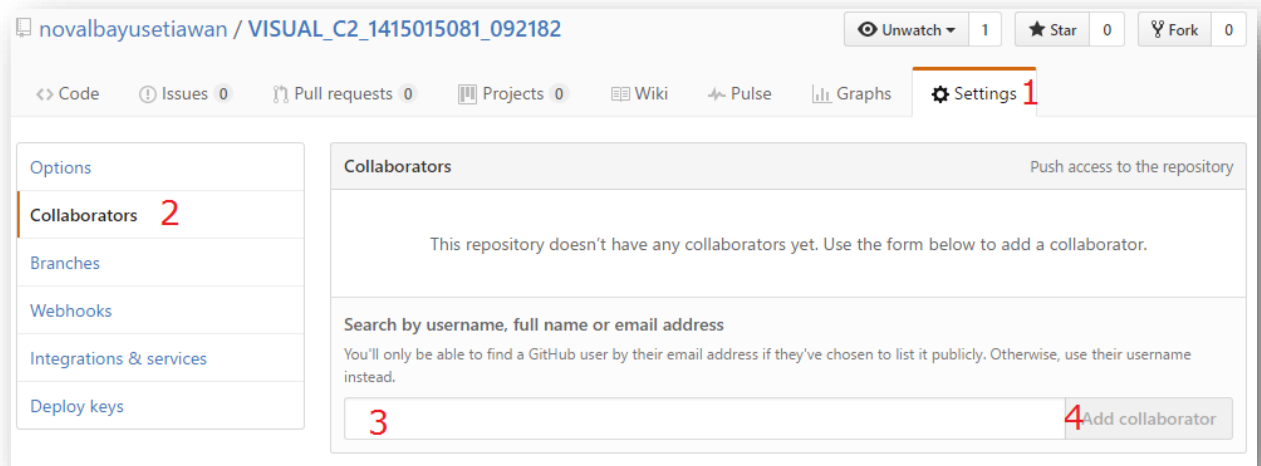 novalbayusetiawan / VISUAL_C2_1415015081_092182 Unwatch 1 Star 0 Fork 0
Code Issues 0 Pull requests 0 Projects 0 Wiki Pulse Graphs Settings 1
Options
Collaborators 2
Branches
Webhooks
Integrations & services
Deploy keys
Collaborators Push access to the repository
This repository doesn't have any collaborators yet. Use the form below to add a collaborator.
Search by username, full name or email address
You'll only be able to find a GitHub user by their email address if they've chosen to list it publicly. Otherwise, use their username
instead.
3 4 Add collaborator